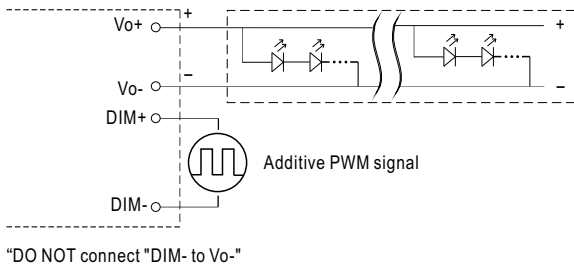 Vo+
+
+
Vo-
–
–
DIM+
Additive PWM signal
DIM-
“DO NOT connect "DIM- to Vo-"